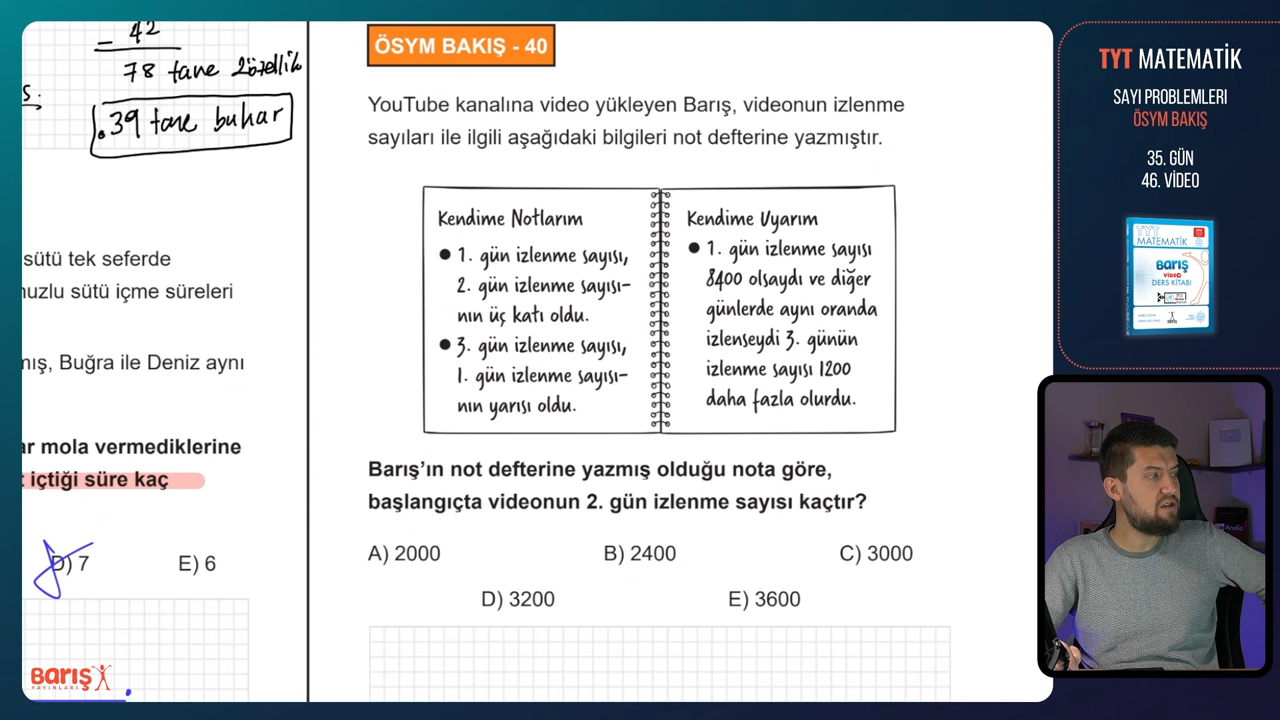 - 42
78 tane 2özellik
39 tane buhar
s.
sütü tek seferde
nuzlu sütü içme süreleri
mış, Buğra ile Deniz aynı
ar mola vermediklerine
t içtiği süre kaç
D) 7
E) 6
BARIŞ
YAYINLARI
ÖSYM BAKIŞ - 40
YouTube kanalına video yükleyen Barış, videonun izlenme
sayıları ile ilgili aşağıdaki bilgileri not defterine yazmıştır.
Kendime Notlarım
● 1. gün izlenme sayısı,
2. gün izlenme sayısı-
nın üç katı oldu.
● 3. gün izlenme sayısı,
1. gün izlenme sayısı-
nın yarısı oldu.
Kendime Uyarım
● 1. gün izlenme sayısı
8400 olsaydı ve diğer
günlerde aynı oranda
izlenseydi 3. günün
izlenme sayısı 1200
daha fazla olurdu.
Barış'ın not defterine yazmış olduğu nota göre,
başlangıçta videonun 2. gün izlenme sayısı kaçtır?
A) 2000
B) 2400
C) 3000
D) 3200
E) 3600
TYT MATEMATİK
SAYI PROBLEMLERI
ÖSYM BAKIŞ
35. GÜN
46. VİDEO
TYT
MATEMATİK
BARIŞ
VİDEO
DERS KİTABI